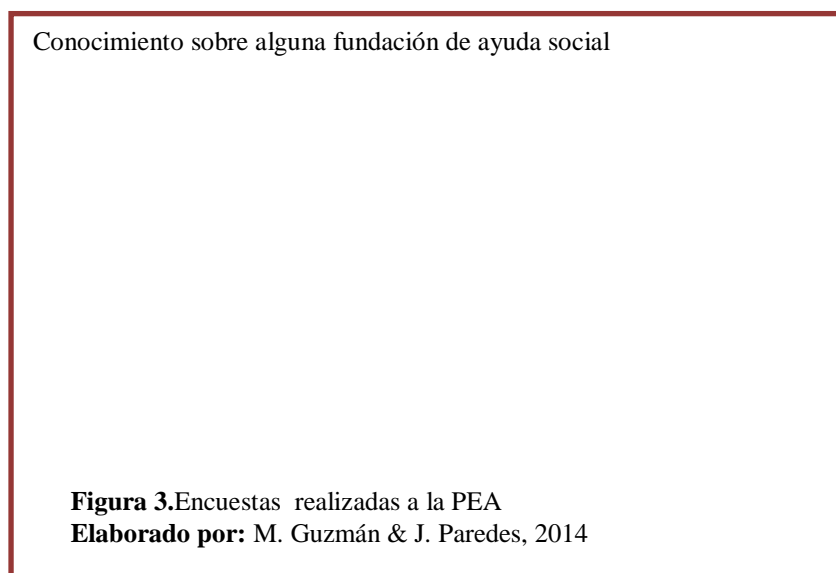 Conocimiento sobre alguna fundación de ayuda social
Figura 3.Encuestas  realizadas a la PEA
Elaborado por: M. Guzmán & J. Paredes, 2014